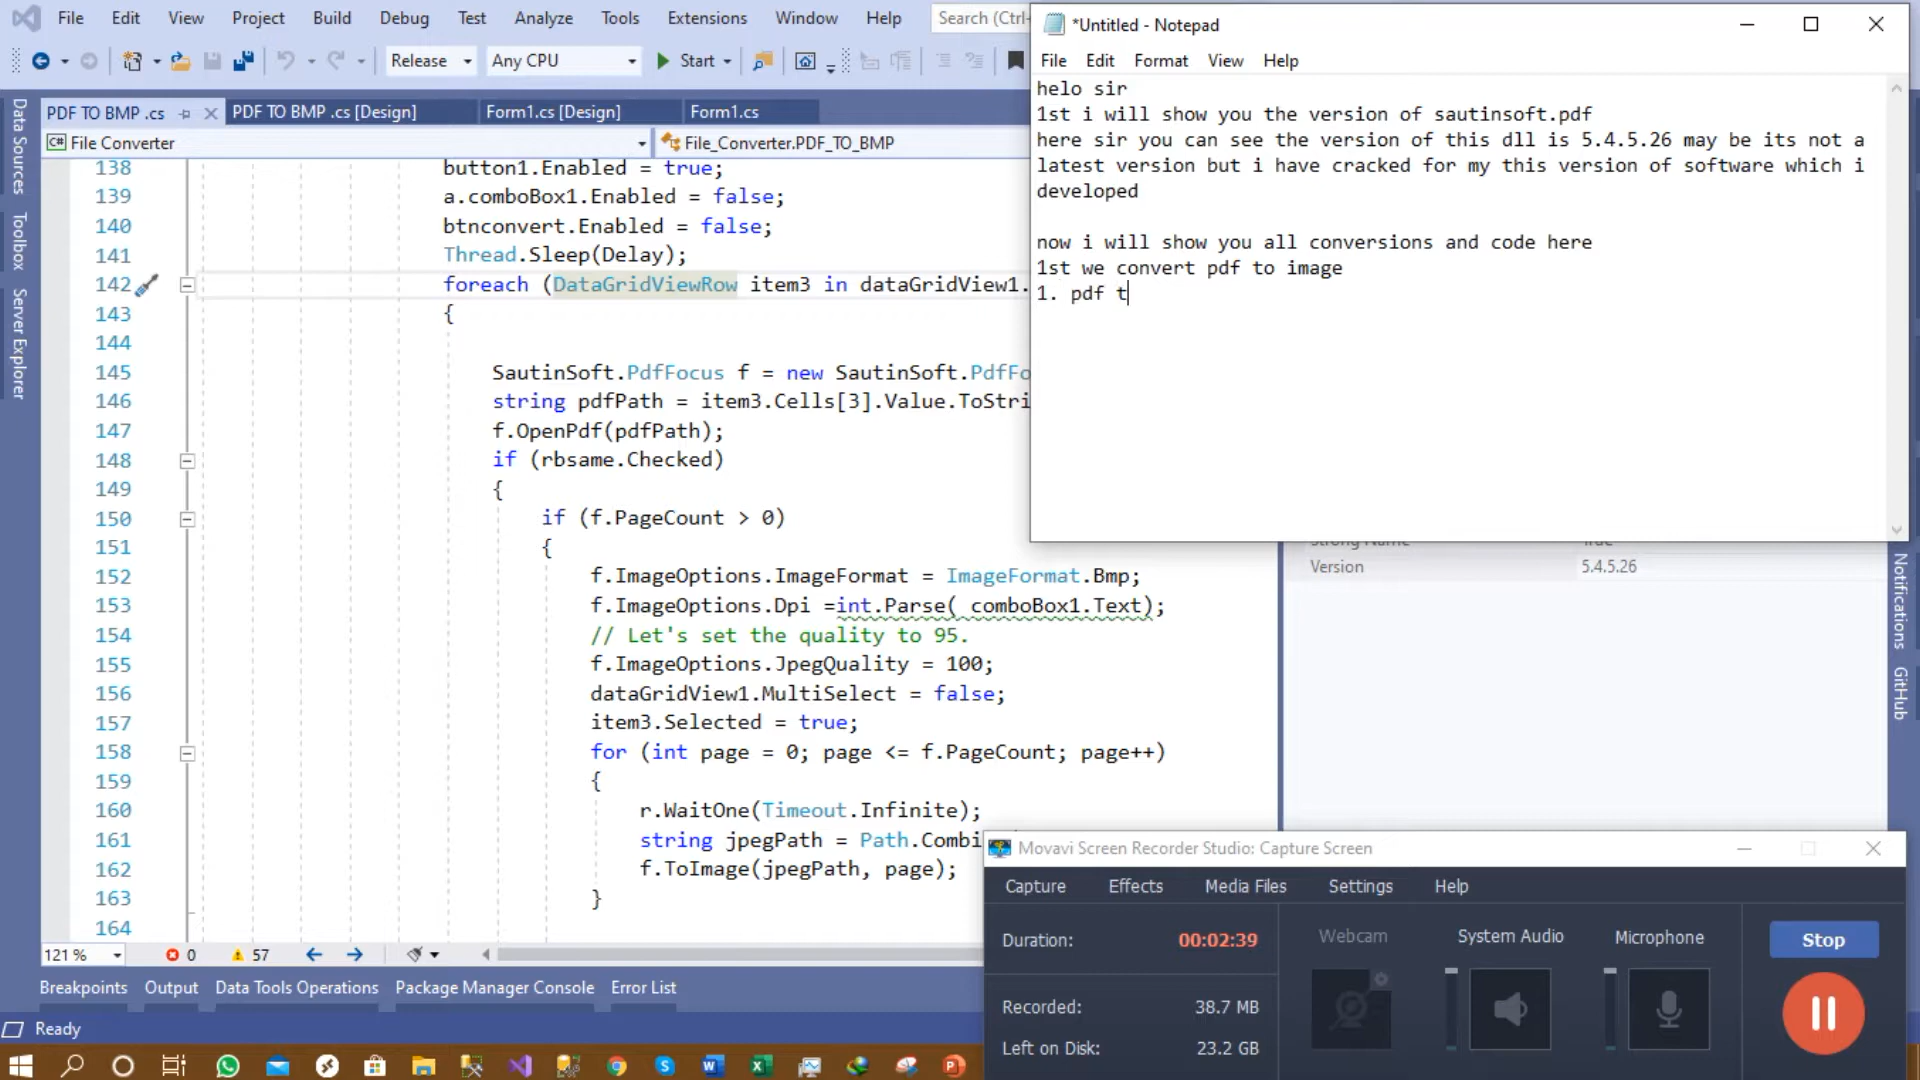 File Edit View Git Project Build Debug Test Analyze Tools Extensions Window Help Search (Ctrl-
Release Any CPU Start
PDF TO BMP .cs PDF TO BMP .cs [Design] Form1.cs [Design] Form1.cs
C# File Converter File_Converter.PDF_TO_BMP
138 button1.Enabled = true;
139 a.comboBox1.Enabled = false;
140 btnconvert.Enabled = false;
141 Thread.Sleep(Delay);
142 foreach (DataGridViewRow item3 in dataGridView1.
143 {
144
145 SautinSoft.PdfFocus f = new SautinSoft.PdfFo
146 string pdfPath = item3.Cells[3].Value.ToStri
147 f.OpenPdf(pdfPath);
148 if (rbsame.Checked)
149 {
150 if (f.PageCount > 0)
151 {
152 f.ImageOptions.ImageFormat = ImageFormat.Bmp;
153 f.ImageOptions.Dpi =int.Parse( comboBox1.Text);
154 // Let's set the quality to 95.
155 f.ImageOptions.JpegQuality = 100;
156 dataGridView1.MultiSelect = false;
157 item3.Selected = true;
158 for (int page = 0; page <= f.PageCount; page++)
159 {
160 r.WaitOne(Timeout.Infinite);
161 string jpegPath = Path.Combi
162 f.ToImage(jpegPath, page);
163 }
164
121 % 0 57
Breakpoints Output Data Tools Operations Package Manager Console Error List
Ready
Data Sources
Toolbox
Server Explorer
*Untitled - Notepad
File Edit Format View Help
helo sir
1st i will show you the version of sautinsoft.pdf
here sir you can see the version of this dll is 5.4.5.26 may be its not a
latest version but i have cracked for my this version of software which i
developed
now i will show you all conversions and code here
1st we convert pdf to image
1. pdf t
Strong Name True
Version 5.4.5.26
Notifications
GitHub
Movavi Screen Recorder Studio: Capture Screen
Capture Effects Media Files Settings Help
Duration: 00:02:39
Webcam System Audio Microphone Stop
Recorded: 38.7 MB
Left on Disk: 23.2 GB